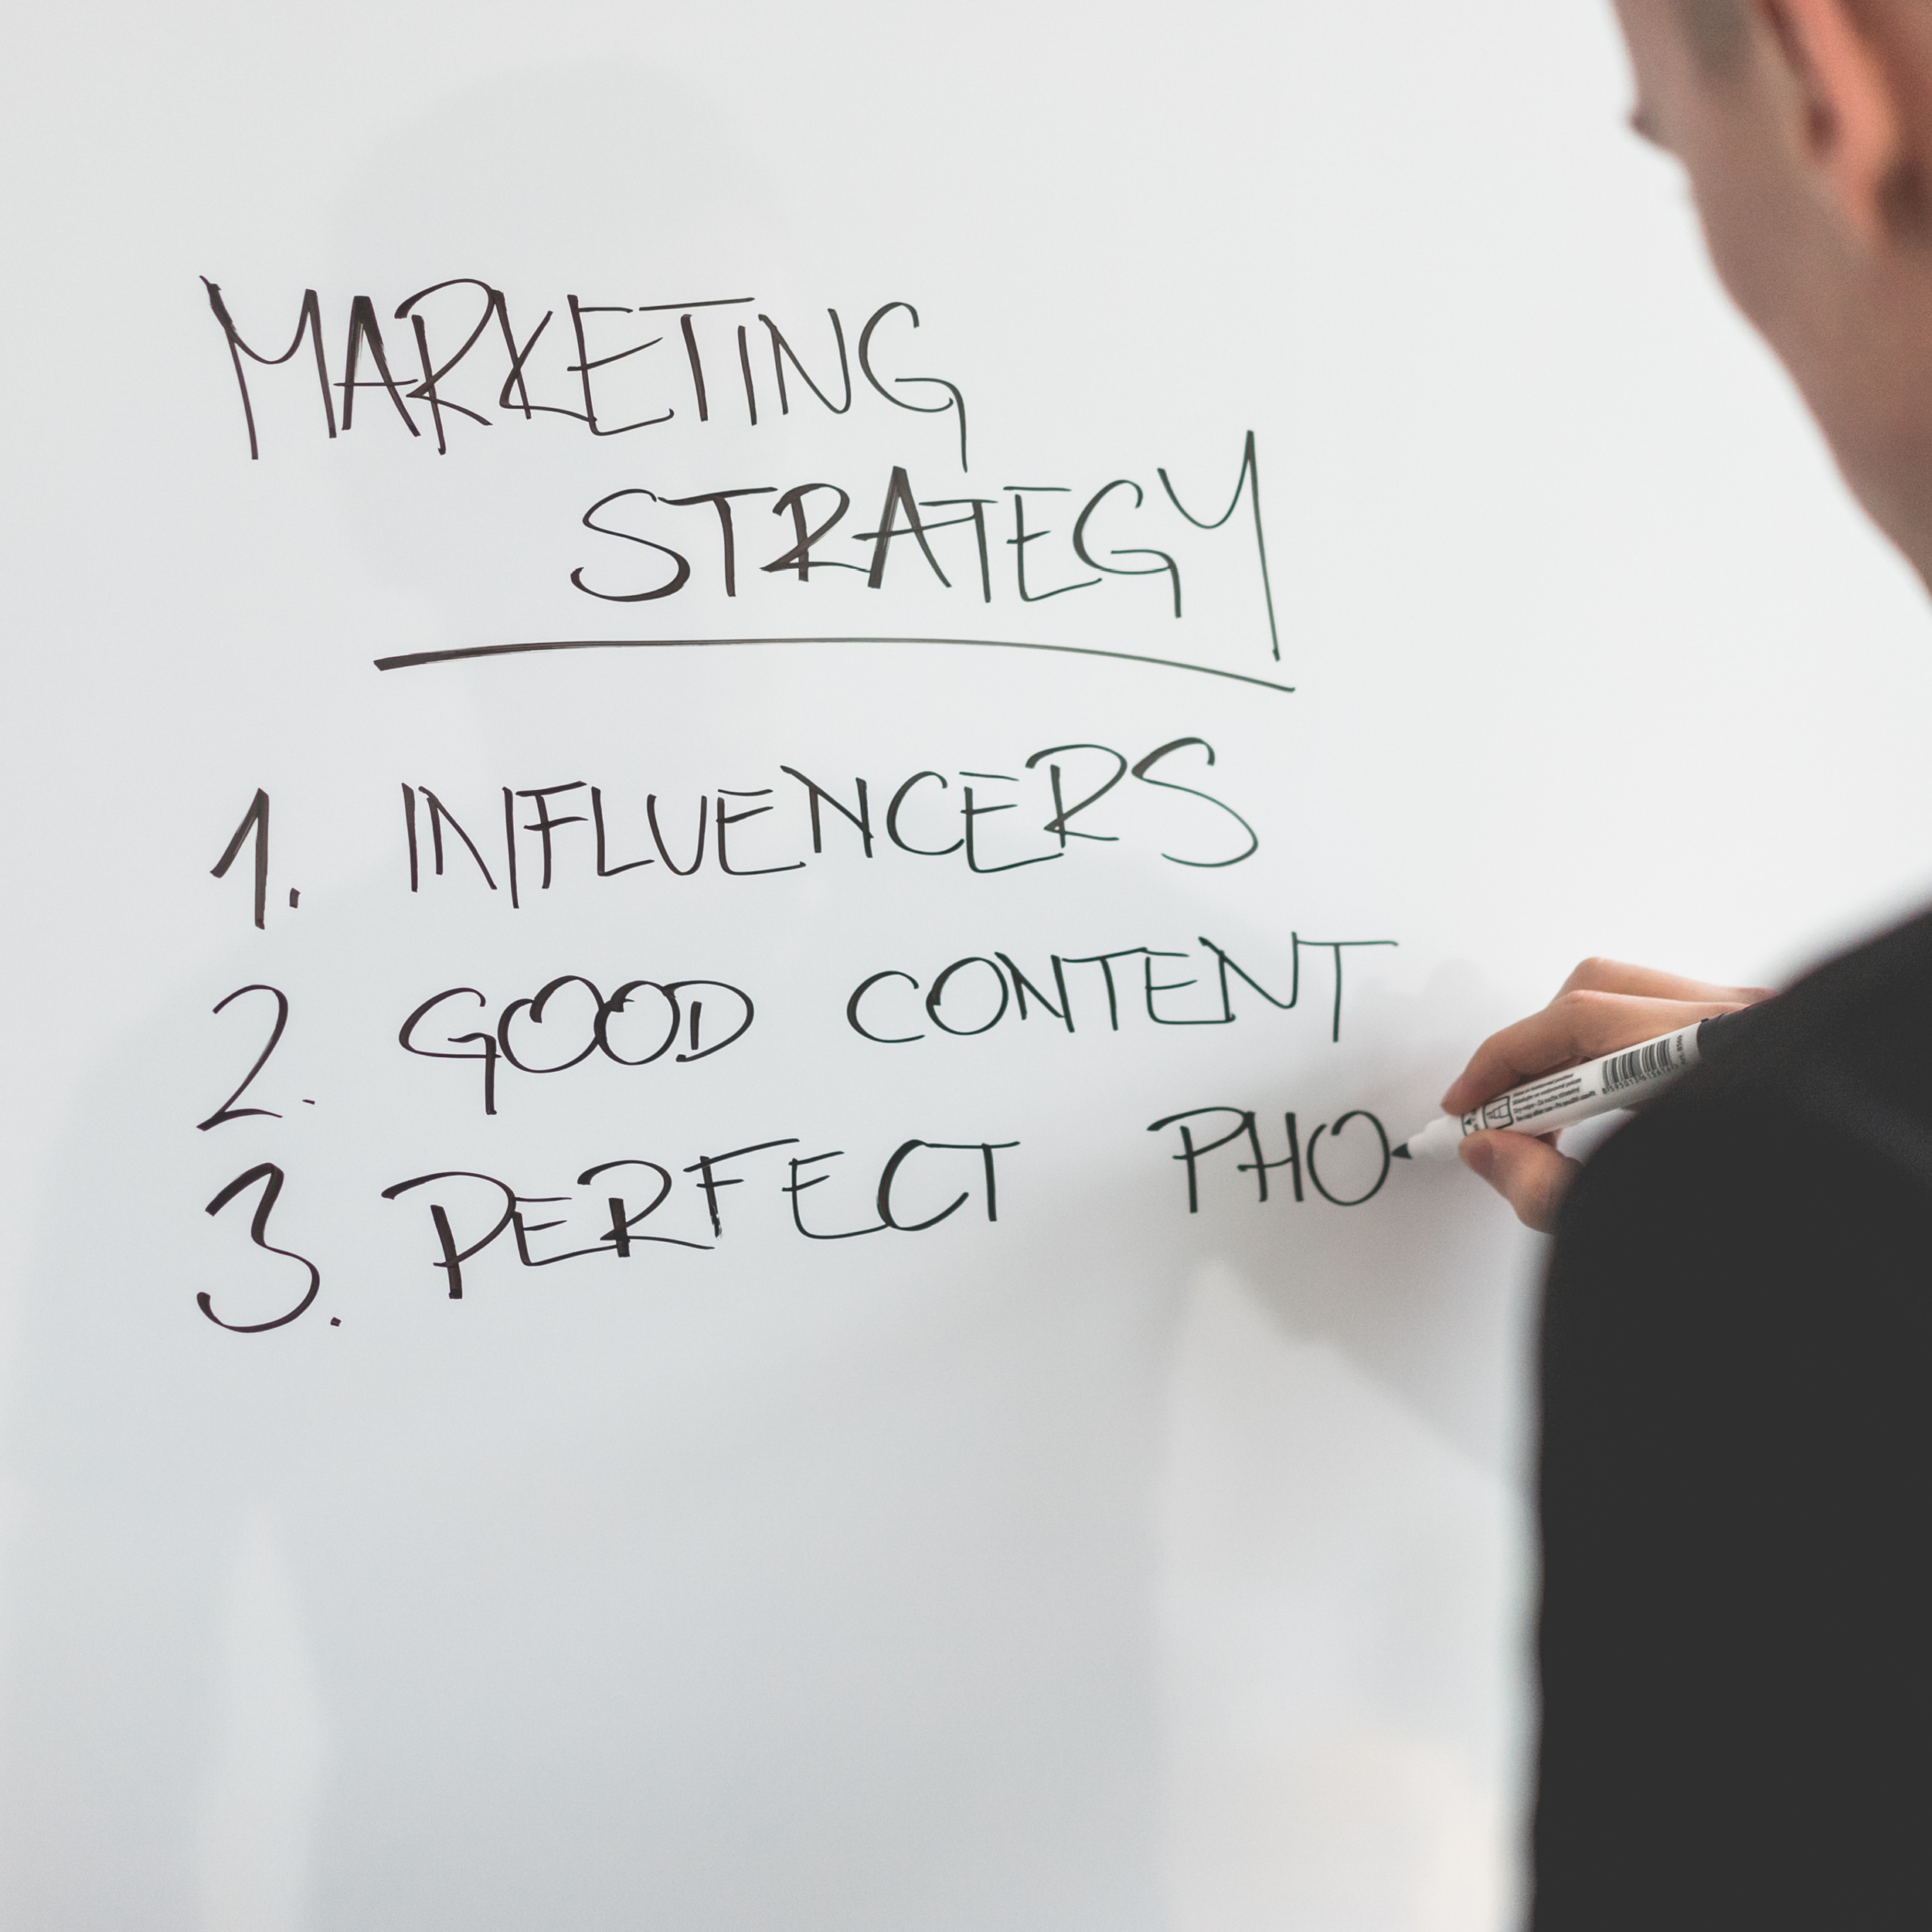 MARKETING
STRATEGY
1. INFLUENCERS
2. GOOD CONTENT
3. PERFECT PHO